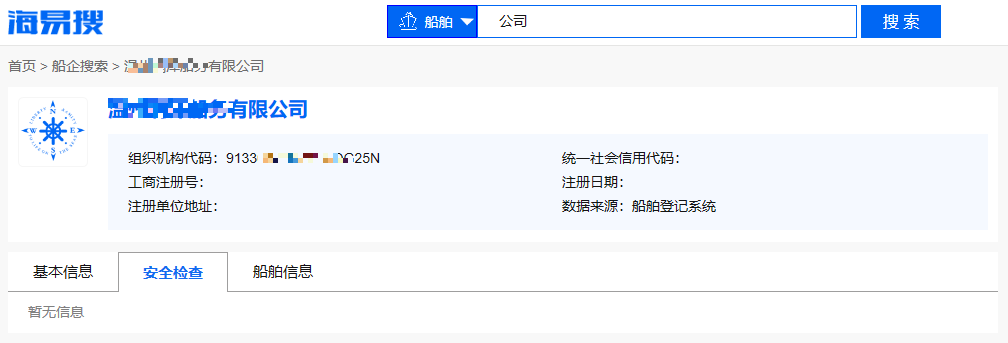 海易搜
船舶
公司
搜 索
首页 > 船企搜索 > 有限公司
有限公司
组织机构代码：9133 C25N
统一社会信用代码：
工商注册号：
注册日期：
注册单位地址：
数据来源：船舶登记系统
基本信息
安全检查
船舶信息
暂无信息